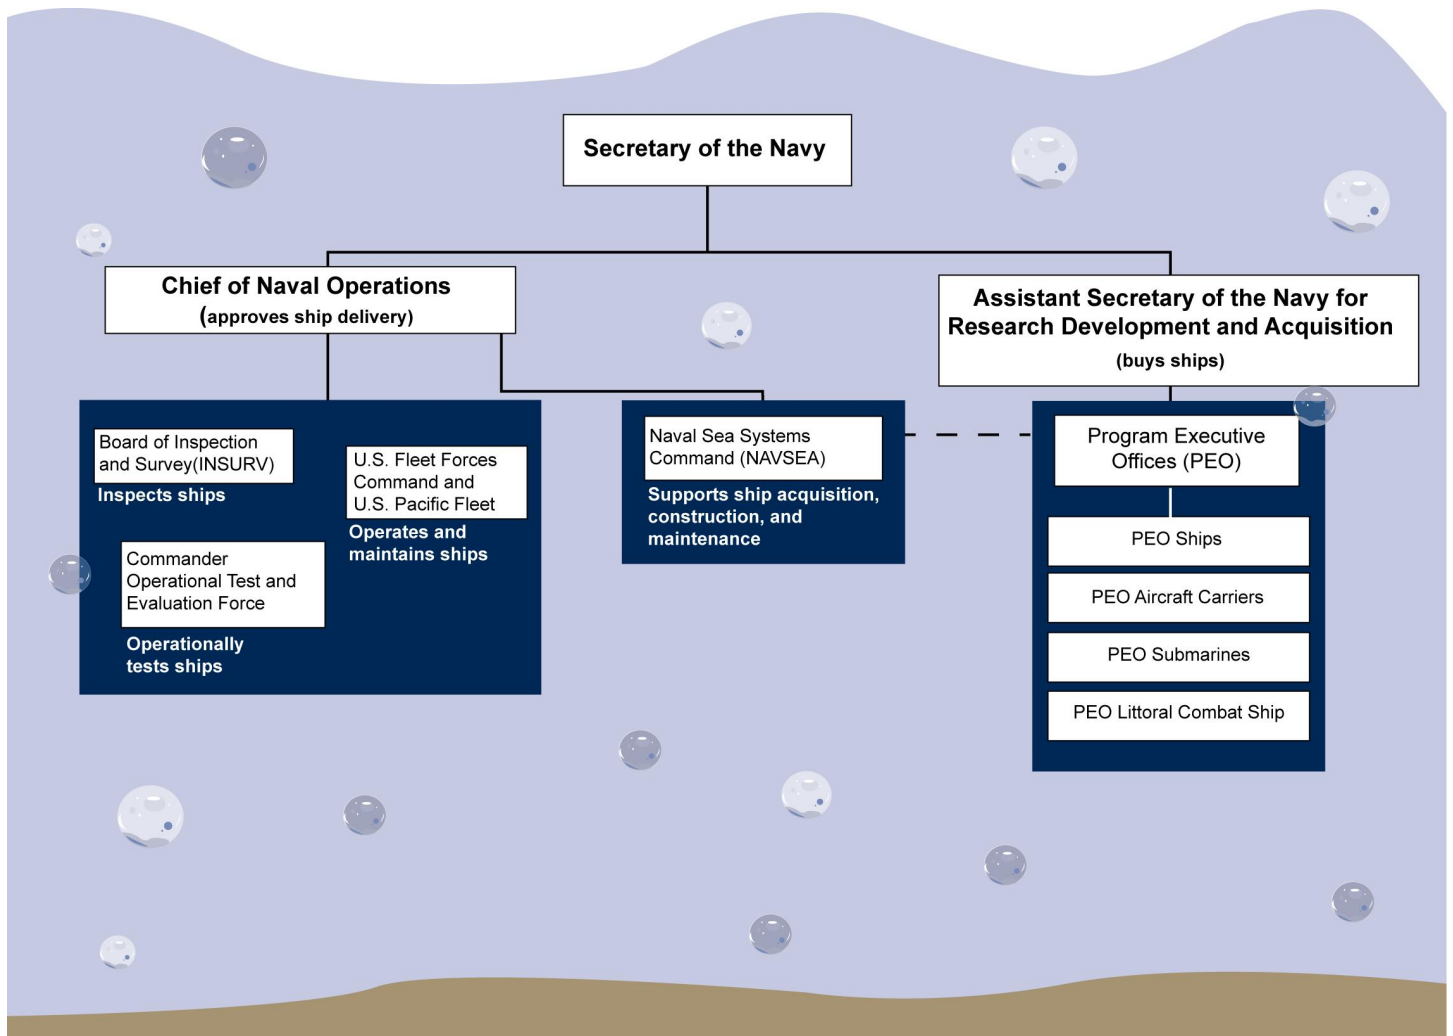 Secretary of the Navy
Chief of Naval Operations
(approves ship delivery)
Assistant Secretary of the Navy for
Research Development and Acquisition
(buys ships)
Board of Inspection
and Survey(INSURV)
Inspects ships
U.S. Fleet Forces
Command and
U.S. Pacific Fleet
Operates and
maintains ships
Commander
Operational Test and
Evaluation Force
Operationally
tests ships
Naval Sea Systems
Command (NAVSEA)
Supports ship acquisition,
construction, and
maintenance
Program Executive
Offices (PEO)
PEO Ships
PEO Aircraft Carriers
PEO Submarines
PEO Littoral Combat Ship